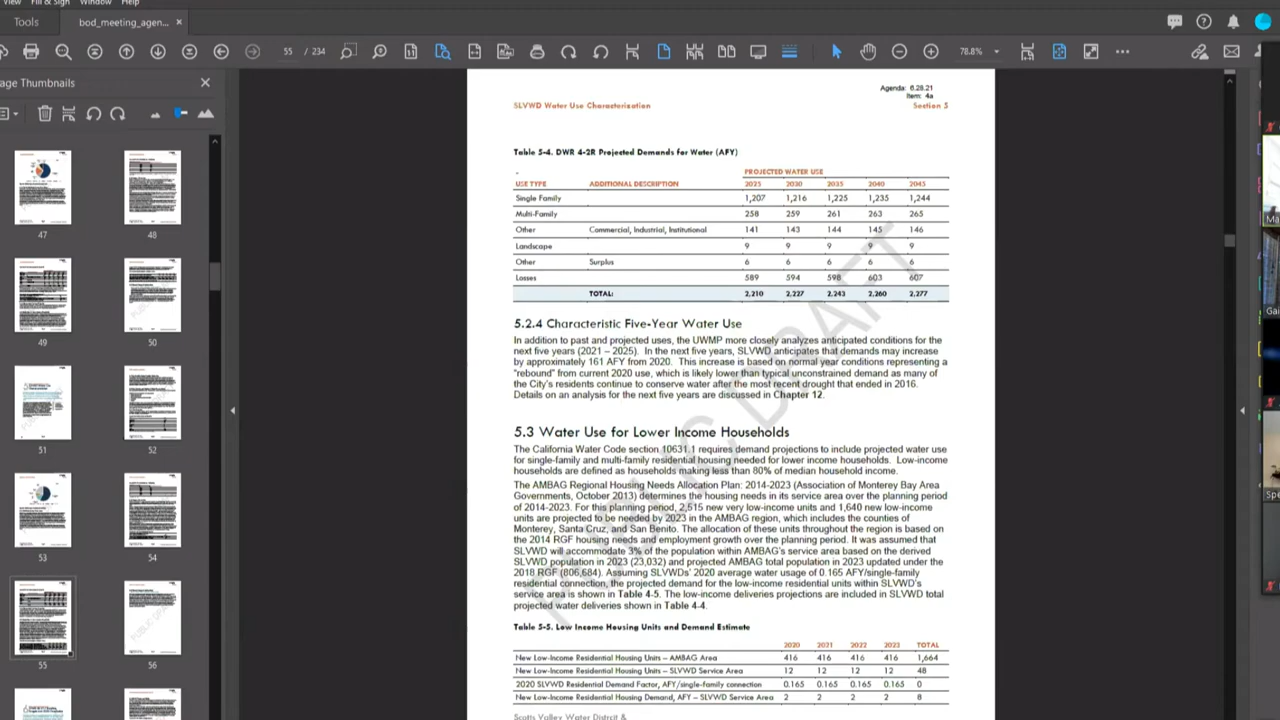 View Fill & Sign Window Help
Tools bod_meeting_agen... ×
55 / 234 78.8%
age Thumbnails
47 48
49 50
51 52
53 54
55 56
Agenda: 6.28.21
Item: 4a
SLVWD Water Use Characterization Section 5
Table 5-4. DWR 4-2R Projected Demands for Water (AFY)
PROJECTED WATER USE
USE TYPE ADDITIONAL DESCRIPTION 2025 2030 2035 2040 2045
Single Family 1,207 1,216 1,225 1,235 1,244
Multi-Family 258 259 261 263 265
Other Commercial, Industrial, Institutional 141 143 144 145 146
Landscape 9 9 9 9 9
Other Surplus 6 6 6 6 6
Losses 589 594 598 603 607
TOTAL: 2,210 2,227 2,243 2,260 2,277
5.2.4 Characteristic Five-Year Water Use
In addition to past and projected uses, the UWMP more closely analyzes anticipated conditions for the
next five years (2021 – 2025). In the next five years, SLVWD anticipates that demands may increase
by approximately 161 AFY from 2020. This increase is based on normal year conditions representing a
"rebound" from current 2020 use, which is likely lower than typical unconstrained demand as many of
the City's residents continue to conserve water after the most recent drought that ended in 2016.
Details on an analysis for the next five years are discussed in Chapter 12.
5.3 Water Use for Lower Income Households
The California Water Code section 10631.1 requires demand projections to include projected water use
for single-family and multi-family residential housing needed for lower income households. Low-income
households are defined as households making less than 80% of median household income.
The AMBAG Regional Housing Needs Allocation Plan: 2014-2023 (Association of Monterey Bay Area
Governments, October 2013) determines the housing needs in its service area over the planning period
of 2014-2023. For this planning period, 2,515 new very low-income units and 1,640 new low-income
units are projected to be needed by 2023 in the AMBAG region, which includes the counties of
Monterey, Santa Cruz, and San Benito. The allocation of these units throughout the region is based on
the 2014 RGF housing needs and employment growth over the planning period. It was assumed that
SLVWD will accommodate 3% of the population within AMBAG's service area based on the derived
SLVWD population in 2023 (23,032) and projected AMBAG total population in 2023 updated under the
2018 RGF (806,684). Assuming SLVWDs' 2020 average water usage of 0.165 AFY/single-family
residential connection, the projected demand for the low-income residential units within SLVWD's
service area is shown in Table 4-5. The low-income deliveries projections are included in SLVWD total
projected water deliveries shown in Table 4-4.
Table 5-5. Low Income Housing Units and Demand Estimate
2020 2021 2022 2023 TOTAL
New Low-Income Residential Housing Units – AMBAG Area 416 416 416 416 1,664
New Low-Income Residential Housing Units – SLVWD Service Area 12 12 12 12 48
2020 SLVWD Residential Demand Factor, AFY/single-family connection 0.165 0.165 0.165 0.165 0
New Low-Income Residential Housing Demand, AFY – SLVWD Service Area 2 2 2 2 8
Scotts Valley Water District &
PUBLIC DRAFT
Gai
Spe